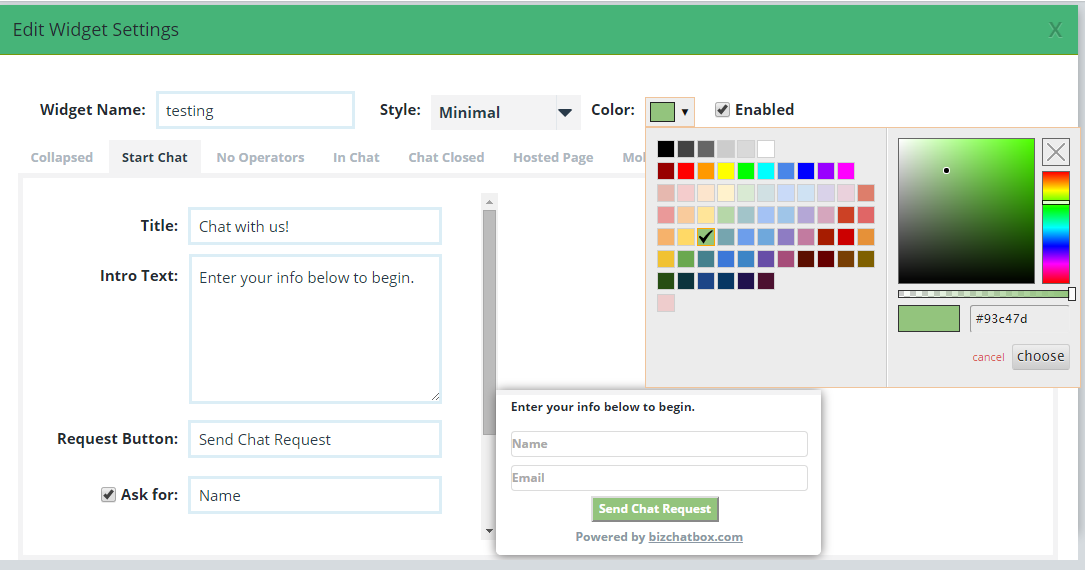 Edit Widget Settings X
Widget Name: testing Style: Minimal Color: Enabled
Collapsed Start Chat No Operators In Chat Chat Closed Hosted Page Mo
Title: Chat with us!
Intro Text: Enter your info below to begin.
Request Button: Send Chat Request
Ask for: Name
#93c47d
cancel choose
Enter your info below to begin.
Name
Email
Send Chat Request
Powered by bizchatbox.com